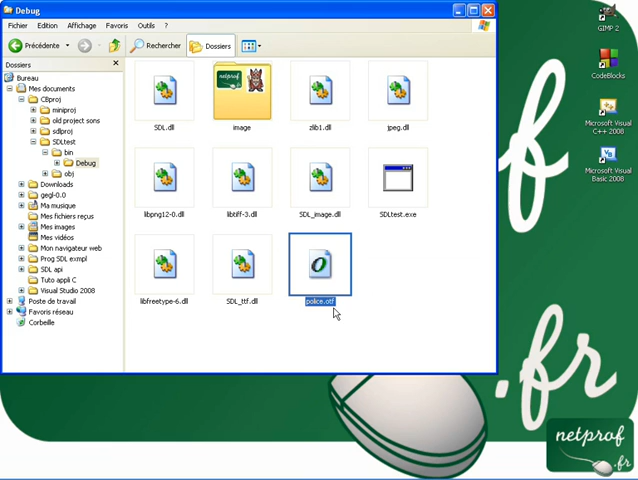 Debug
Fichier Edition Affichage Favoris Outils ?
Précédente Rechercher Dossiers
Dossiers
Bureau
Mes documents
CBproj
miniproj
old project sons
sdlproj
SDLtest
bin
Debug
obj
Downloads
gegl-0.0
Ma musique
Mes fichiers reçus
Mes images
Mes vidéos
Mon navigateur web
Prog SDL exmpl
SDL api
Tuto appli C
Visual Studio 2008
Poste de travail
Favoris réseau
Corbeille
SDL.dll image zlib1.dll jpeg.dll
libpng12-0.dll libtiff-3.dll SDL_image.dll SDLtest.exe
libfreetype-6.dll SDL_ttf.dll police.otf
GIMP 2
CodeBlocks
Microsoft Visual
C++ 2008
Microsoft Visual
Basic 2008
f
.fr
netprof
.fr